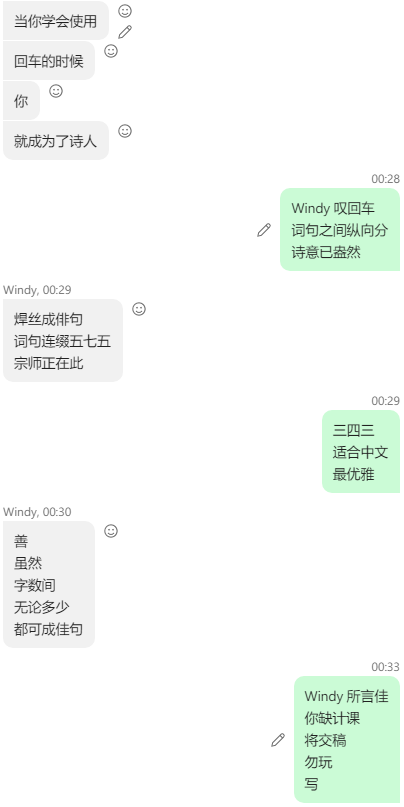 当你学会使用
回车的时候
你
就成为了诗人
00:28
Windy 叹回车
词句之间纵向分
诗意已盎然
Windy, 00:29
焊丝成俳句
词句连缀五七五
宗师正在此
00:29
三四三
适合中文
最优雅
Windy, 00:30
善
虽然
字数间
无论多少
都可成佳句
00:33
Windy 所言佳
你缺计课
将交稿
勿玩
写